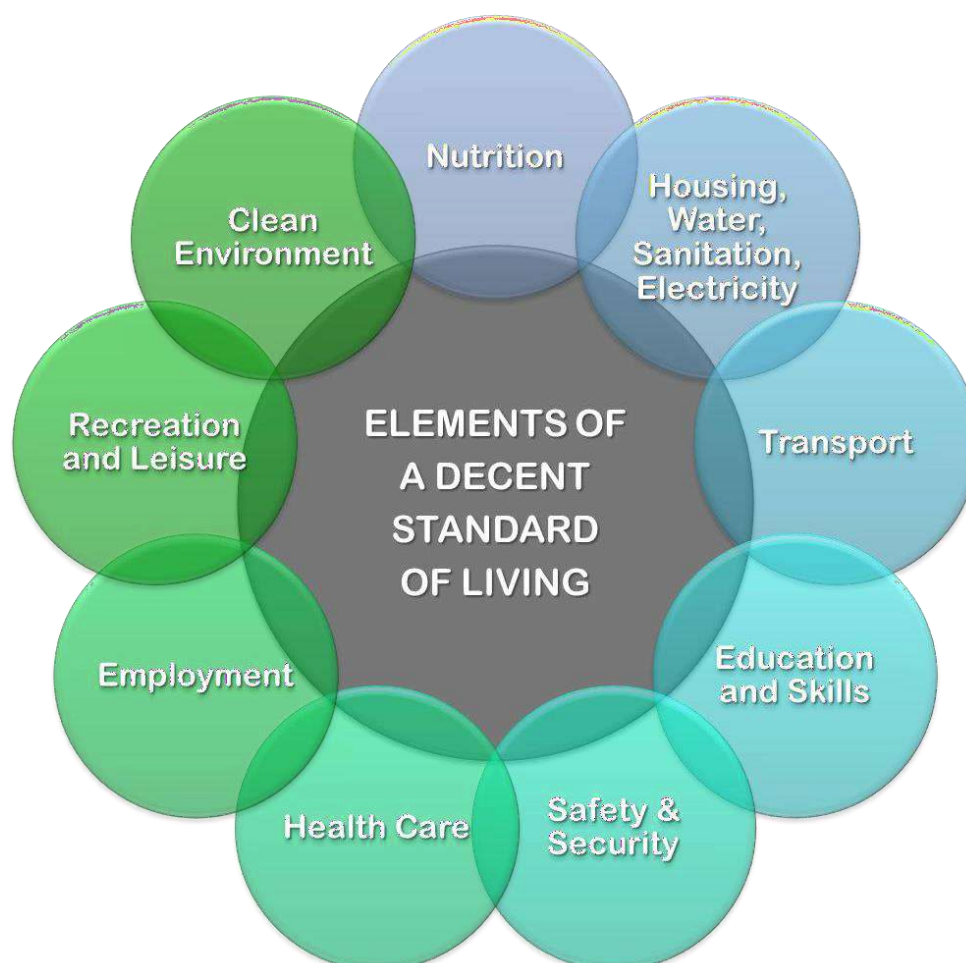 Nutrition
Housing,
Water,
Sanitation,
Electricity
Transport
Education
and Skills
Safety &
Security
Health Care
Employment
Recreation
and Leisure
Clean
Environment
ELEMENTS OF
A DECENT
STANDARD
OF LIVING